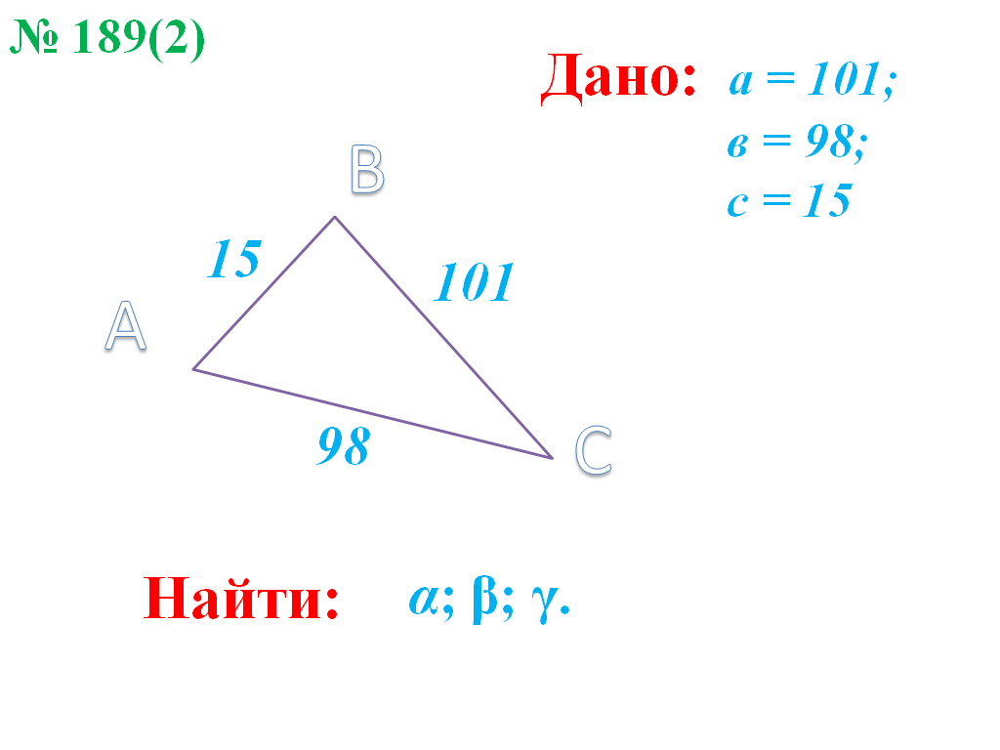 № 189(2)
Дано: а = 101;
в = 98;
с = 15
В
15
101
А
98
С
Найти: α; β; γ.